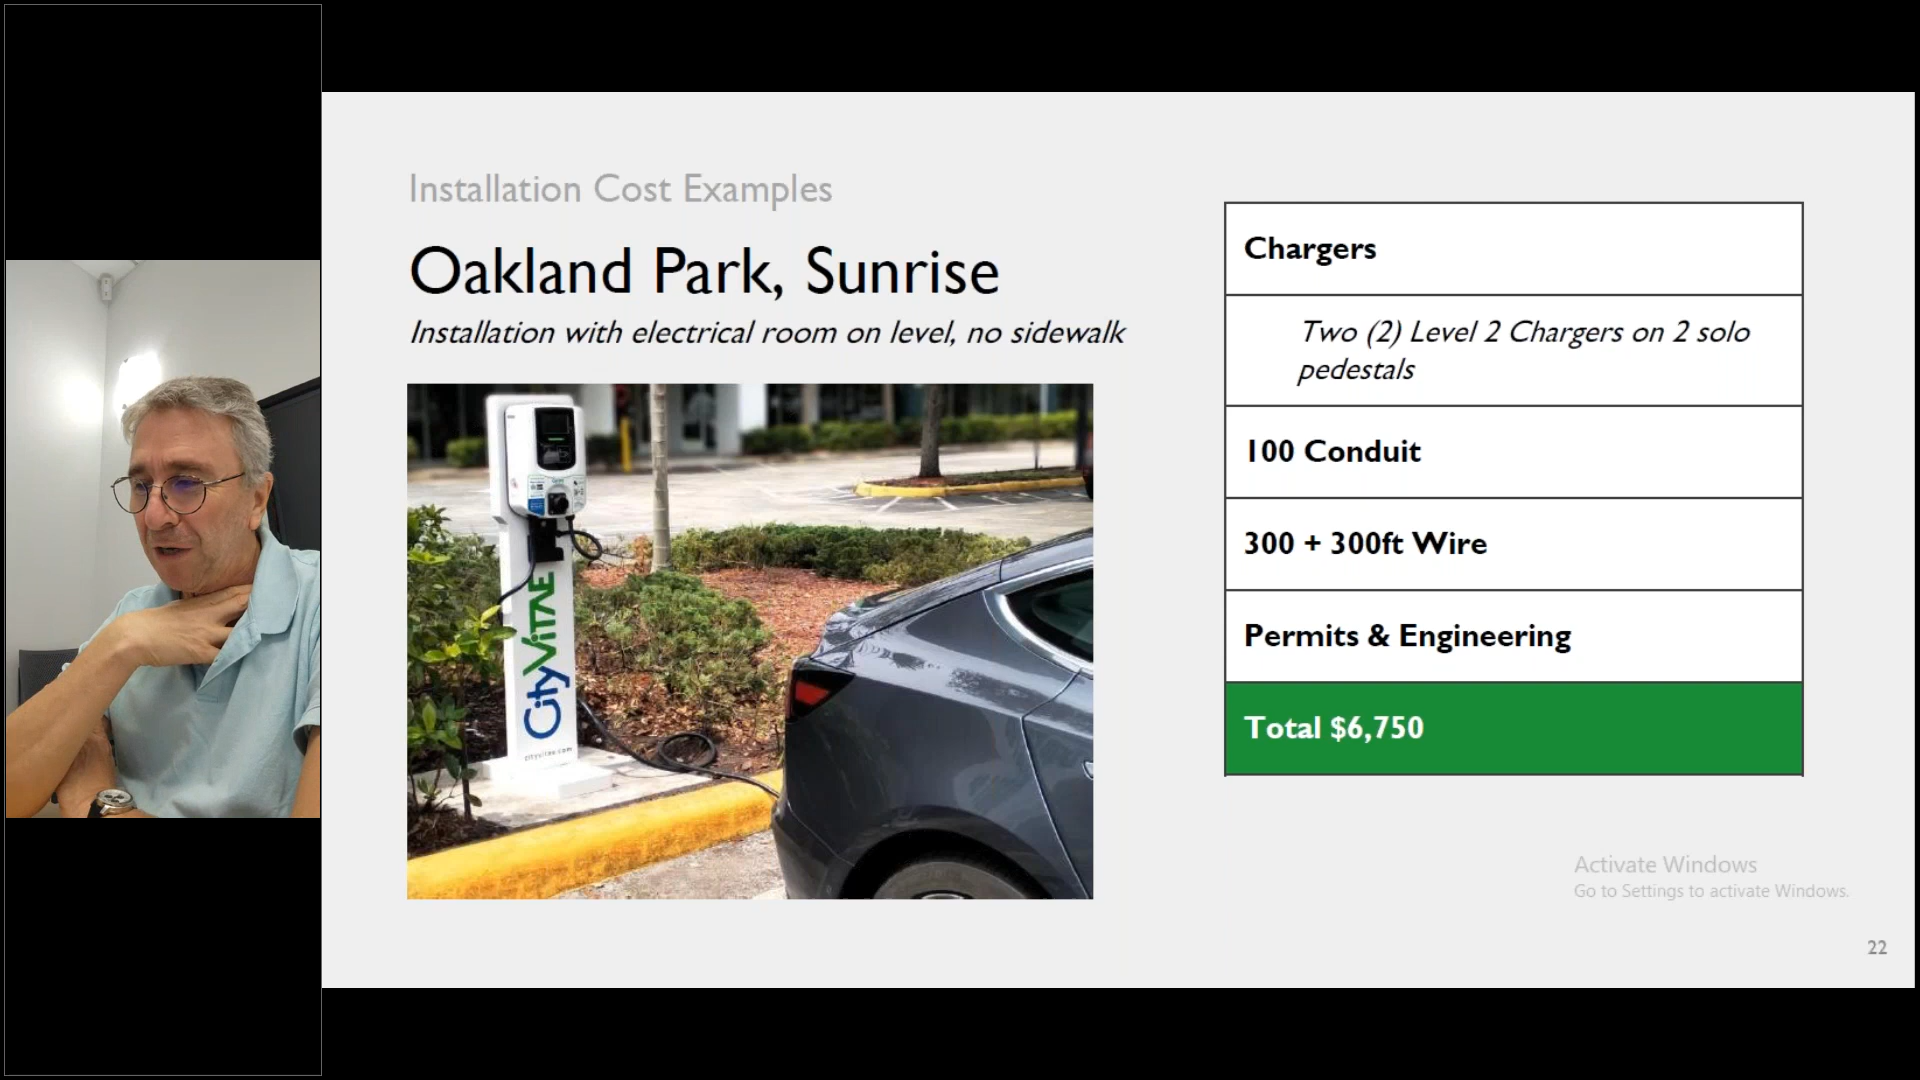 Installation Cost Examples
Oakland Park, Sunrise
Installation with electrical room on level, no sidewalk
CityVitae
cityvitae.com
Chargers
Two (2) Level 2 Chargers on 2 solo
pedestals
100 Conduit
300 + 300ft Wire
Permits & Engineering
Total $6,750
Activate Windows
Go to Settings to activate Windows.
22